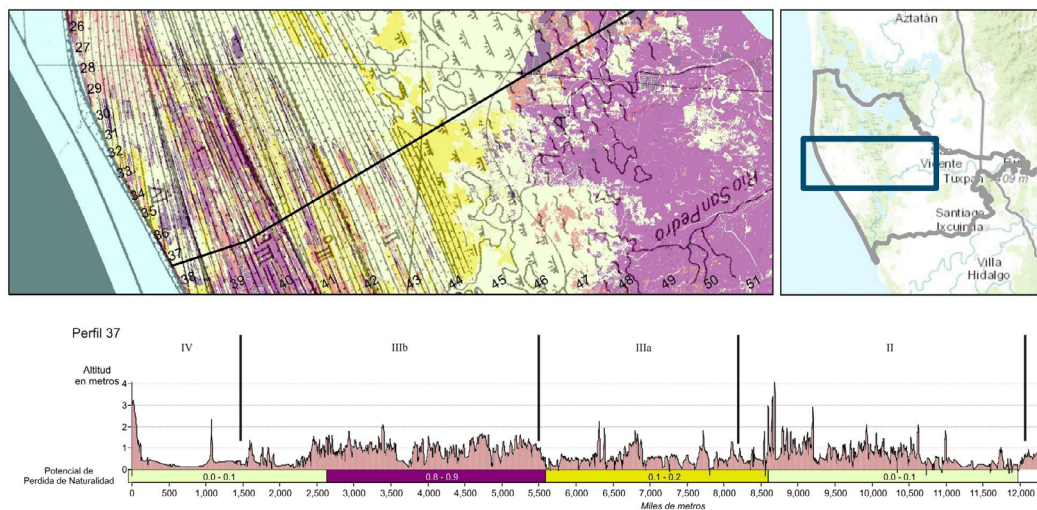 26
27
28
29
30
31
32
33
34
35
36
37
38
39
40
41
42
43
44
45
46
47
48
49
50
51
Río San Pedro
Aztatán
Vicente
Tuxpan
409 m
Santiago
Ixcuintla
Villa
Hidalgo
Perfil 37
IV
IIIb
IIIa
II
Altitud
en metros
4
3
2
1
0
Potencial de
Perdida de Naturalidad
0.0 - 0.1
0.8 - 0.9
0.1 - 0.2
0.0 - 0.1
0 500 1,000 1,500 2,000 2,500 3,000 3,500 4,000 4,500 5,000 5,500 6,000 6,500 7,000 7,500 8,000 8,500 9,000 9,500 10,000 10,500 11,000 11,500 12,000
Miles de metros